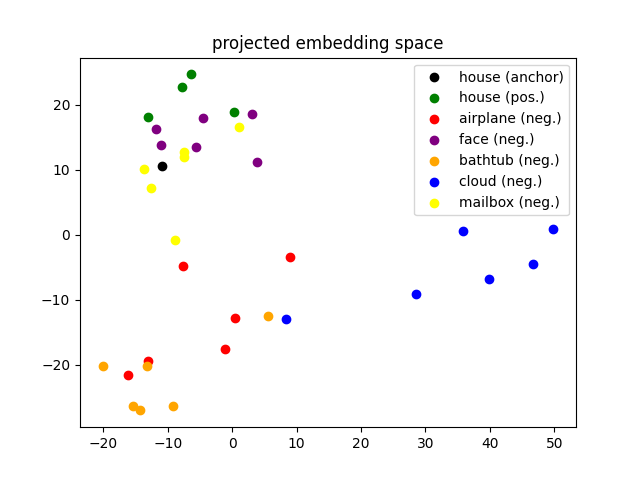 projected embedding space
house (anchor)
house (pos.)
airplane (neg.)
face (neg.)
bathtub (neg.)
cloud (neg.)
mailbox (neg.)
20
10
0
−10
−20
−20 −10 0 10 20 30 40 50